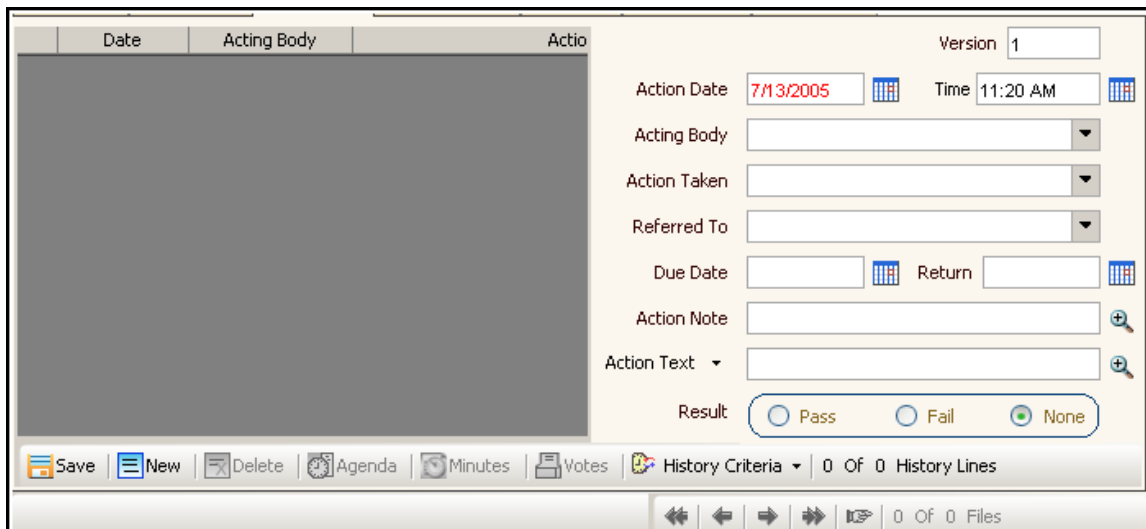 Date Acting Body Actio
Version 1
Action Date 7/13/2005 Time 11:20 AM
Acting Body
Action Taken
Referred To
Due Date Return
Action Note
Action Text
Result Pass Fail None
Save New Delete Agenda Minutes Votes History Criteria 0 Of 0 History Lines
0 Of 0 Files